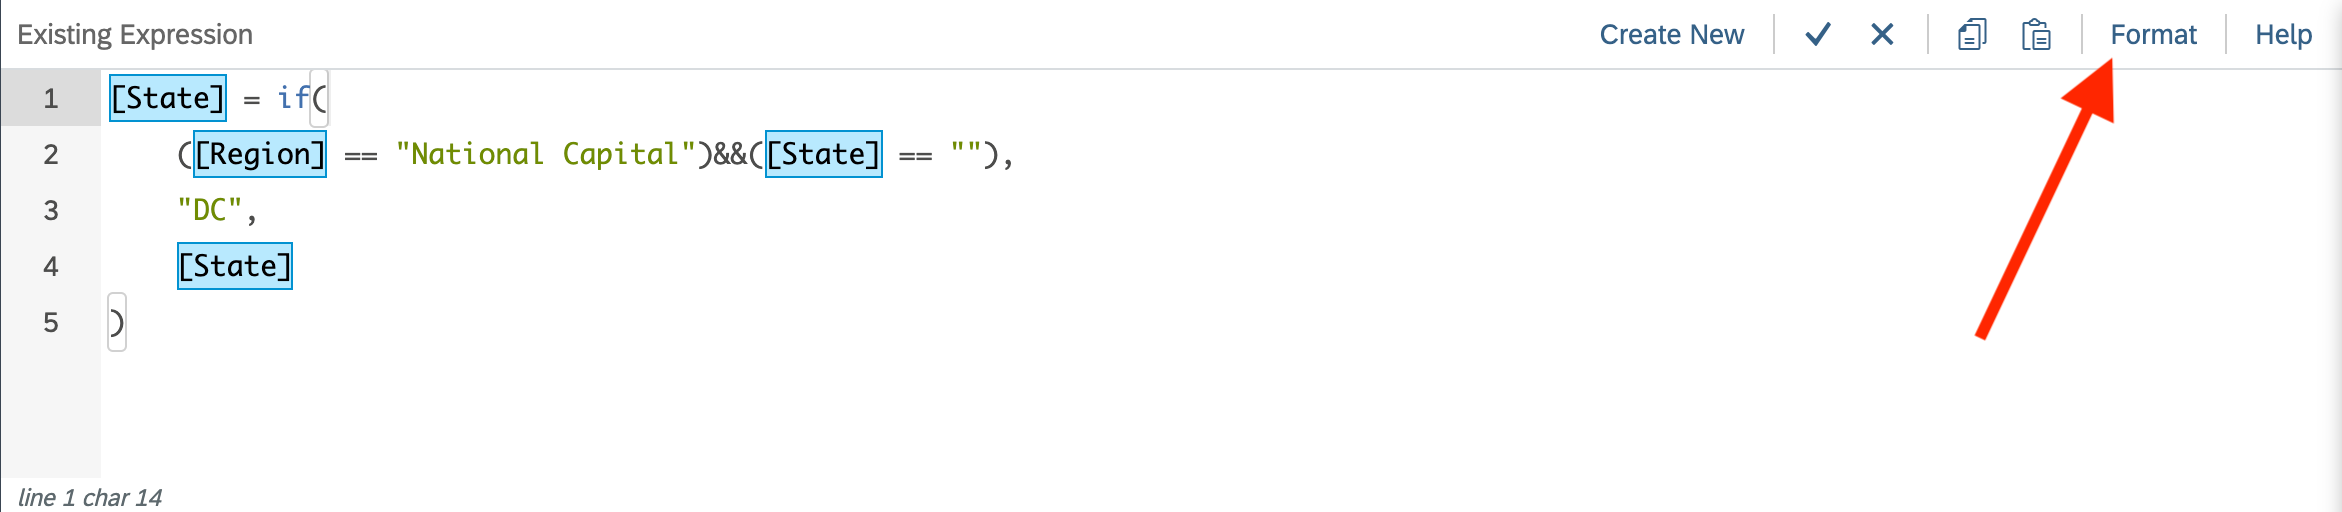 Existing Expression Create New Format Help
1 [State] = if(
2 ([Region] == "National Capital")&&([State] == ""),
3 "DC",
4 [State]
5 )
line 1 char 14